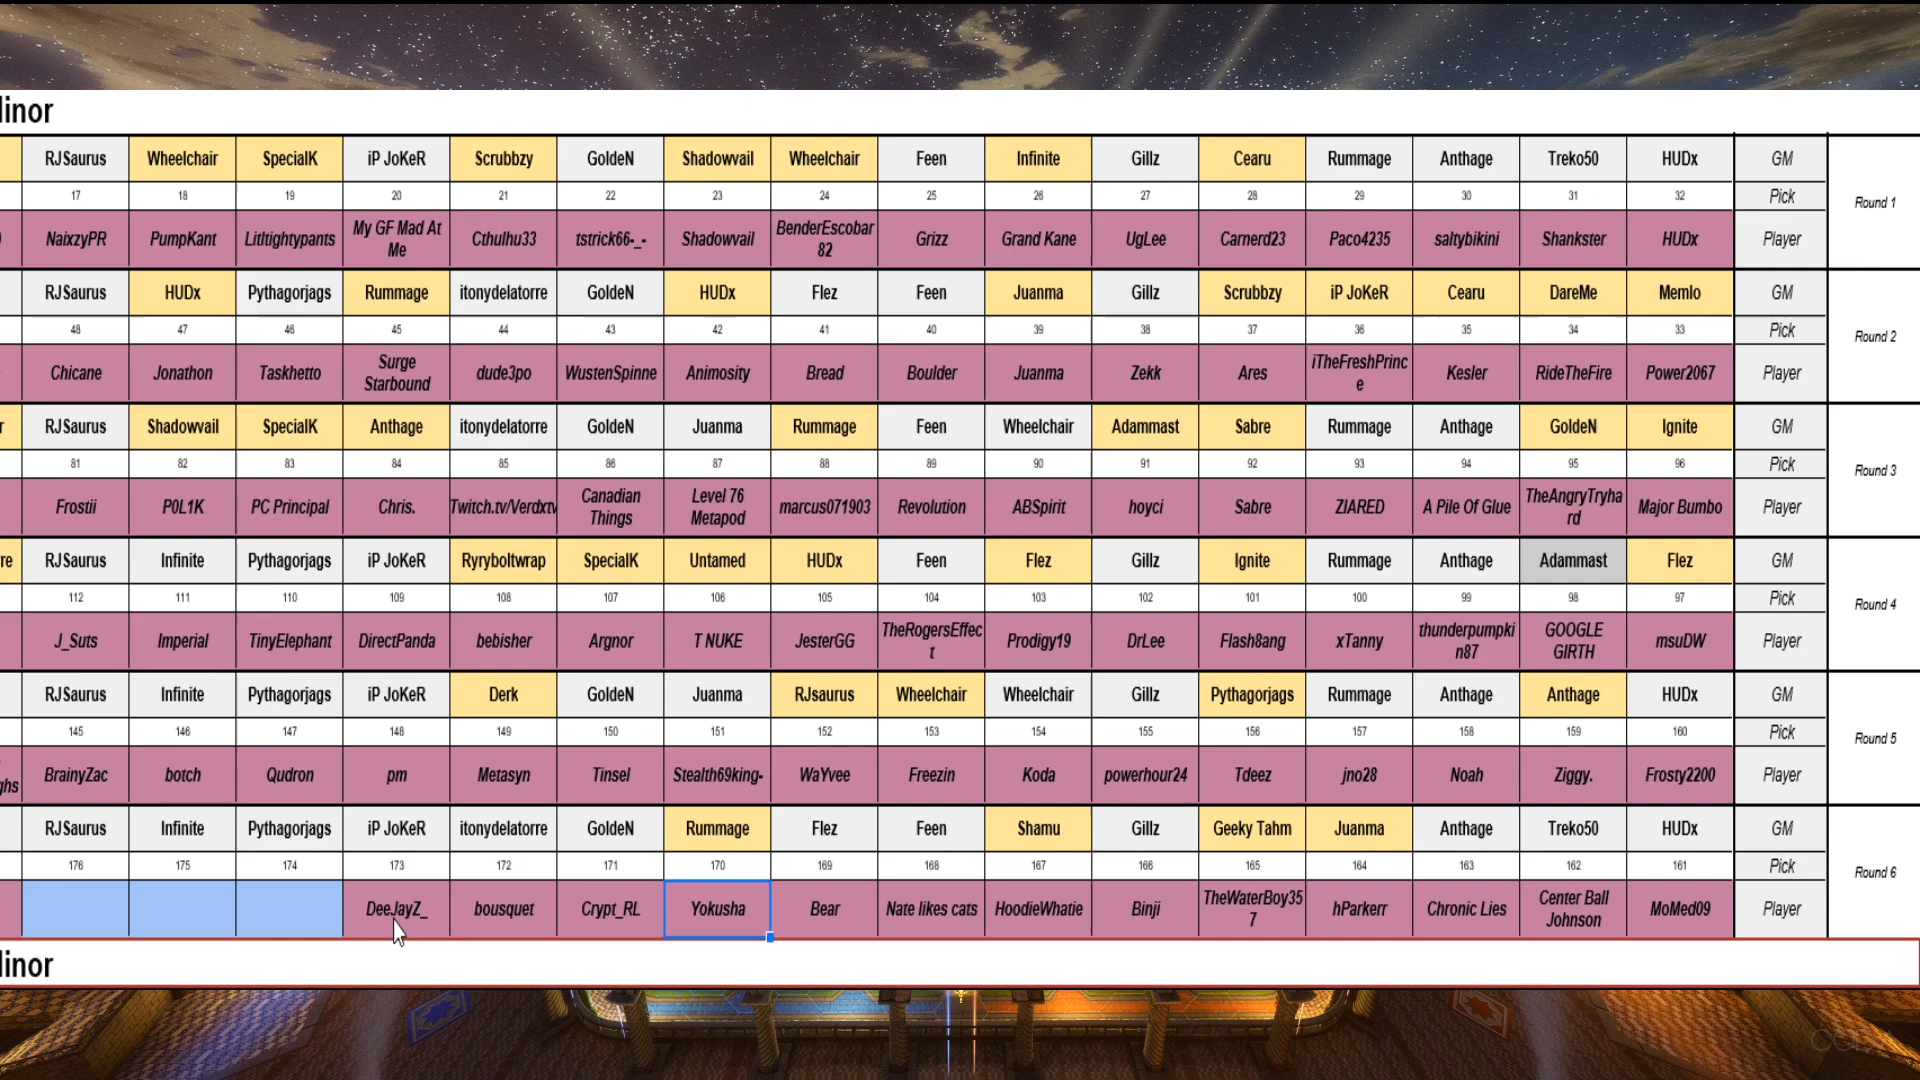 linor
RJSaurus Wheelchair SpecialK iP JoKeR Scrubbzy GoldeN Shadowvail Wheelchair Feen Infinite Gillz Cearu Rummage Anthage Treko50 HUDx GM
17 18 19 20 21 22 23 24 25 26 27 28 29 30 31 32 Pick Round 1
NaixzyPR PumpKant Litltightypants My GF Mad At Me Cthulhu33 tstrick66-_- Shadowvail BenderEscobar82 Grizz Grand Kane UgLee Carnerd23 Paco4235 saltybikini Shankster HUDx Player
RJSaurus HUDx Pythagorjags Rummage itonydelatorre GoldeN HUDx Flez Feen Juanma Gillz Scrubbzy iP JoKeR Cearu DareMe Memlo GM
48 47 46 45 44 43 42 41 40 39 38 37 36 35 34 33 Pick Round 2
Chicane Jonathon Taskhetto Surge Starbound dude3po WustenSpinne Animosity Bread Boulder Juanma Zekk Ares iTheFreshPrince Kesler RideTheFire Power2067 Player
r RJSaurus Shadowvail SpecialK Anthage itonydelatorre GoldeN Juanma Rummage Feen Wheelchair Adammast Sabre Rummage Anthage GoldeN Ignite GM
81 82 83 84 85 86 87 88 89 90 91 92 93 94 95 96 Pick Round 3
Frostii P0L1K PC Principal Chris. Twitch.tv/Verdxtv Canadian Things Level 76 Metapod marcus071903 Revolution ABSpirit hoyci Sabre ZIARED A Pile Of Glue TheAngryTryhard Major Bumbo Player
re RJSaurus Infinite Pythagorjags iP JoKeR Ryryboltwrap SpecialK Untamed HUDx Feen Flez Gillz Ignite Rummage Anthage Adammast Flez GM
112 111 110 109 108 107 106 105 104 103 102 101 100 99 98 97 Pick Round 4
J_Suts Imperial TinyElephant DirectPanda bebisher Argnor T NUKE JesterGG TheRogersEffect Prodigy19 DrLee Flash8ang xTanny thunderpumpkin87 GOOGLE GIRTH msuDW Player
RJSaurus Infinite Pythagorjags iP JoKeR Derk GoldeN Juanma RJsaurus Wheelchair Wheelchair Gillz Pythagorjags Rummage Anthage Anthage HUDx GM
145 146 147 148 149 150 151 152 153 154 155 156 157 158 159 160 Pick Round 5
ghs BrainyZac botch Qudron pm Metasyn Tinsel Stealth69king- WaYvee Freezin Koda powerhour24 Tdeez jno28 Noah Ziggy. Frosty2200 Player
RJSaurus Infinite Pythagorjags iP JoKeR itonydelatorre GoldeN Rummage Flez Feen Shamu Gillz Geeky Tahm Juanma Anthage Treko50 HUDx GM
176 175 174 173 172 171 170 169 168 167 166 165 164 163 162 161 Pick Round 6
DeeJayZ_ bousquet Crypt_RL Yokusha Bear Nate likes cats HoodieWhatie Binji TheWaterBoy357 hParkerr Chronic Lies Center Ball Johnson MoMed09 Player
linor